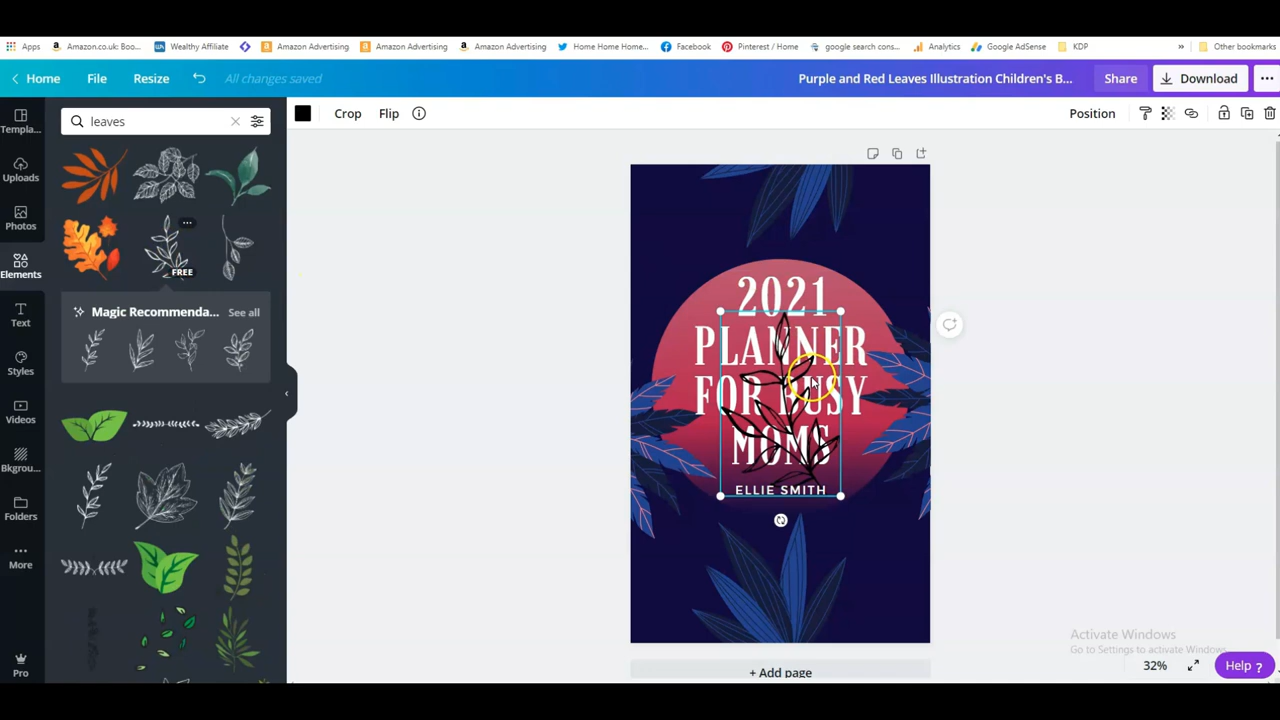 Apps Amazon.co.uk: Boo... Wealthy Affiliate Amazon Advertising Amazon Advertising Amazon Advertising Home Home Home... Facebook Pinterest / Home google search cons... Analytics Google AdSense KDP » Other bookmarks
Home File Resize All changes saved Purple and Red Leaves Illustration Children's B... Share Download
Templa... leaves Crop Flip Position
Uploads
Photos
Elements
FREE
Text
Magic Recommenda... See all
Styles
Videos
Bkgrou...
Folders
More
Pro
2021
PLANNER
FOR BUSY
MOMS
ELLIE SMITH
+ Add page
Activate Windows
Go to Settings to activate Windows.
32% Help ?